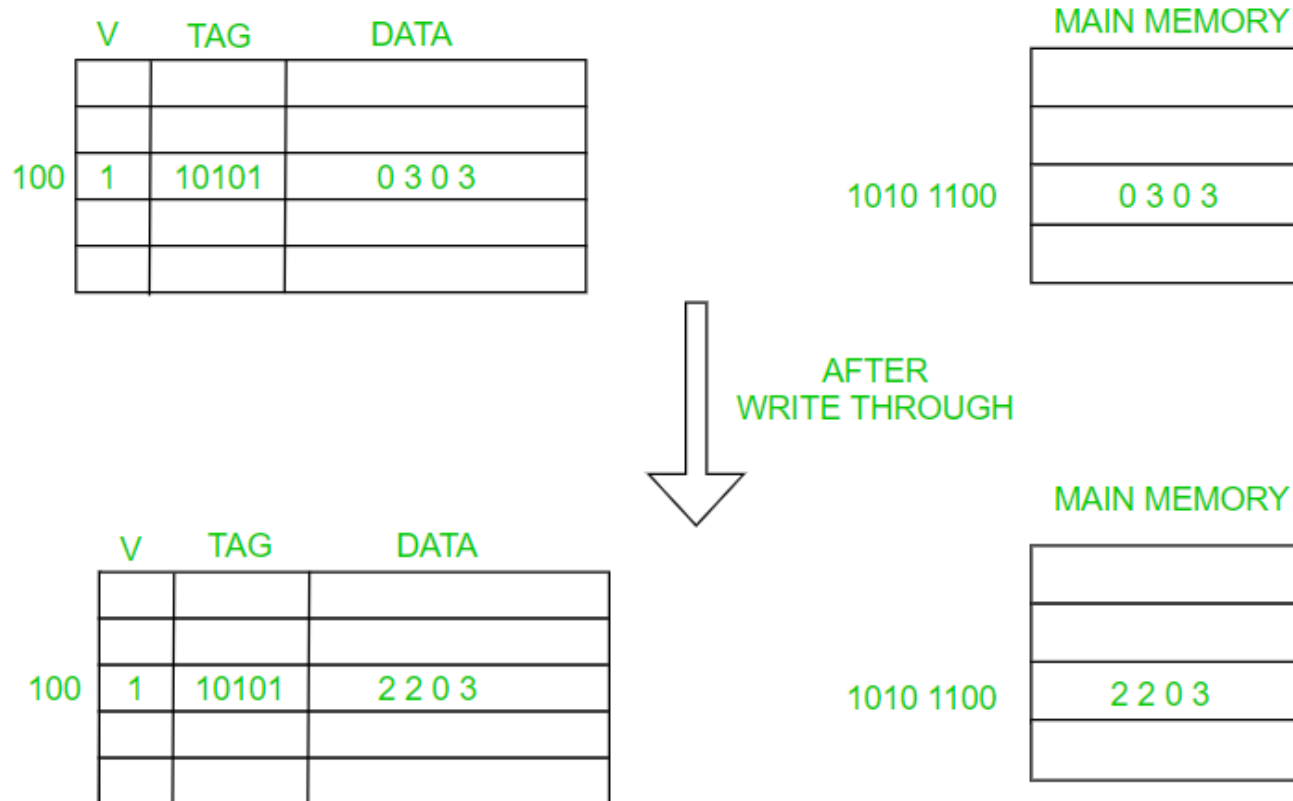 V TAG DATA
MAIN MEMORY
100 1 10101 0 3 0 3
1010 1100 0 3 0 3
AFTER
WRITE THROUGH
MAIN MEMORY
V TAG DATA
100 1 10101 2 2 0 3
1010 1100 2 2 0 3